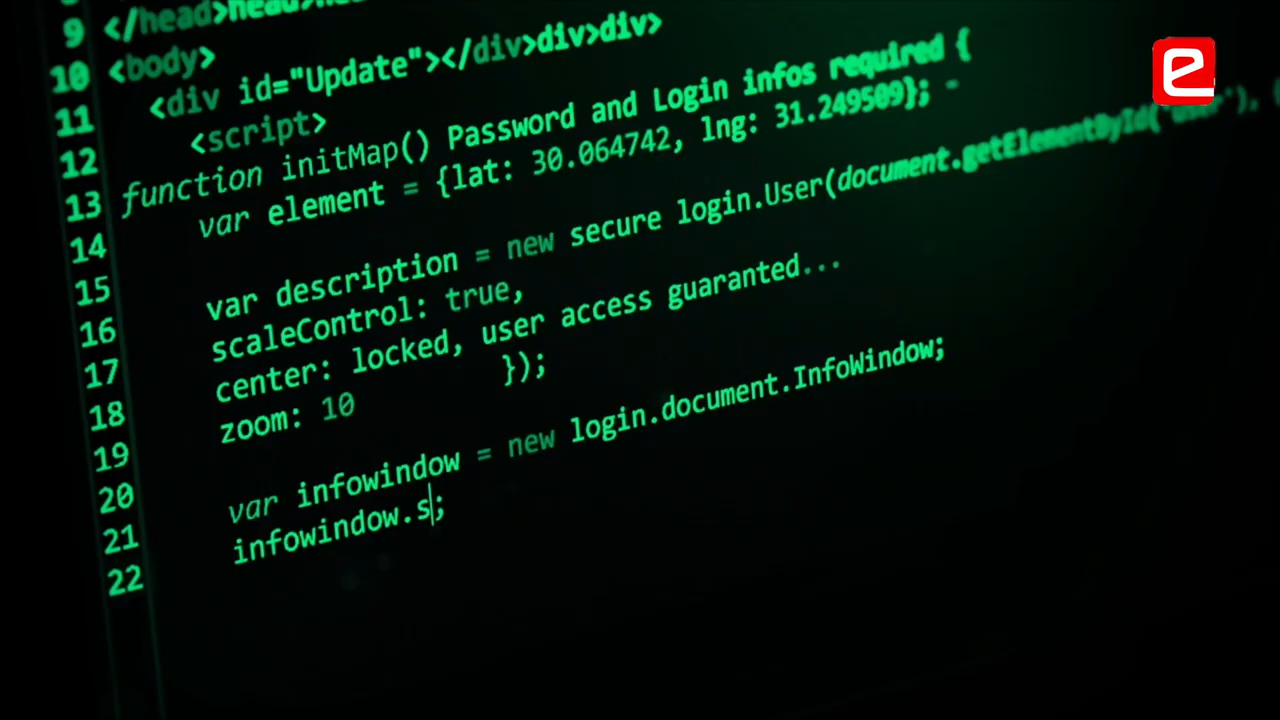 9 </head>head>
10 <body>
11 <div id="Update"></div>div>div>
12 <script>
13 function initMap() Password and Login infos required {
14 var element = {lat: 30.064742, lng: 31.249509}; -
15
16 var description = new secure login.User(document.getElementById('user'),
17 scaleControl: true,
18 center: locked, user access guaranted...
19 zoom: 10 });
20
21 var infowindow = new login.document.InfoWindow;
22 infowindow.s|;
e